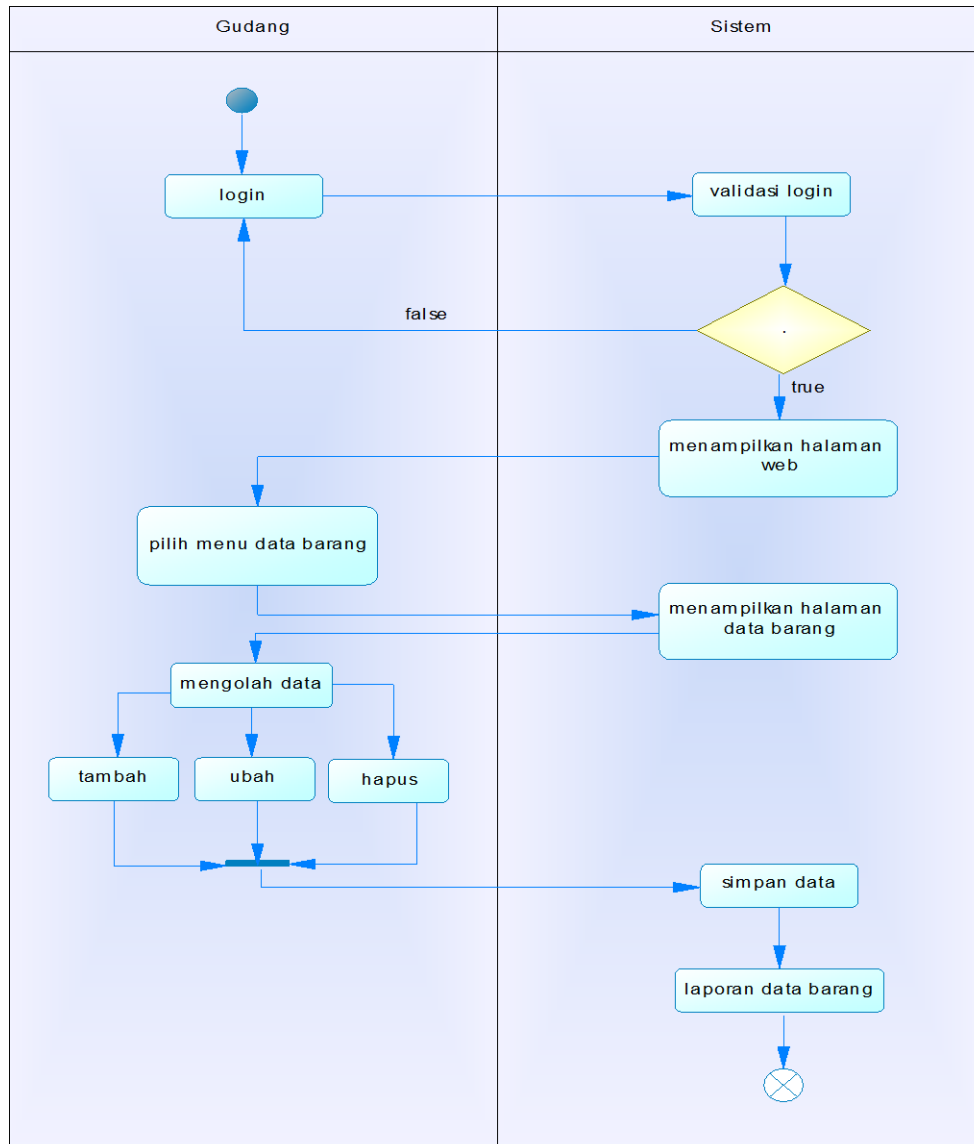 Gudang
Sistem
login
validasi login
false
.
true
menampilkan halaman
web
pilih menu data barang
menampilkan halaman
data barang
mengolah data
tambah
ubah
hapus
simpan data
laporan data barang